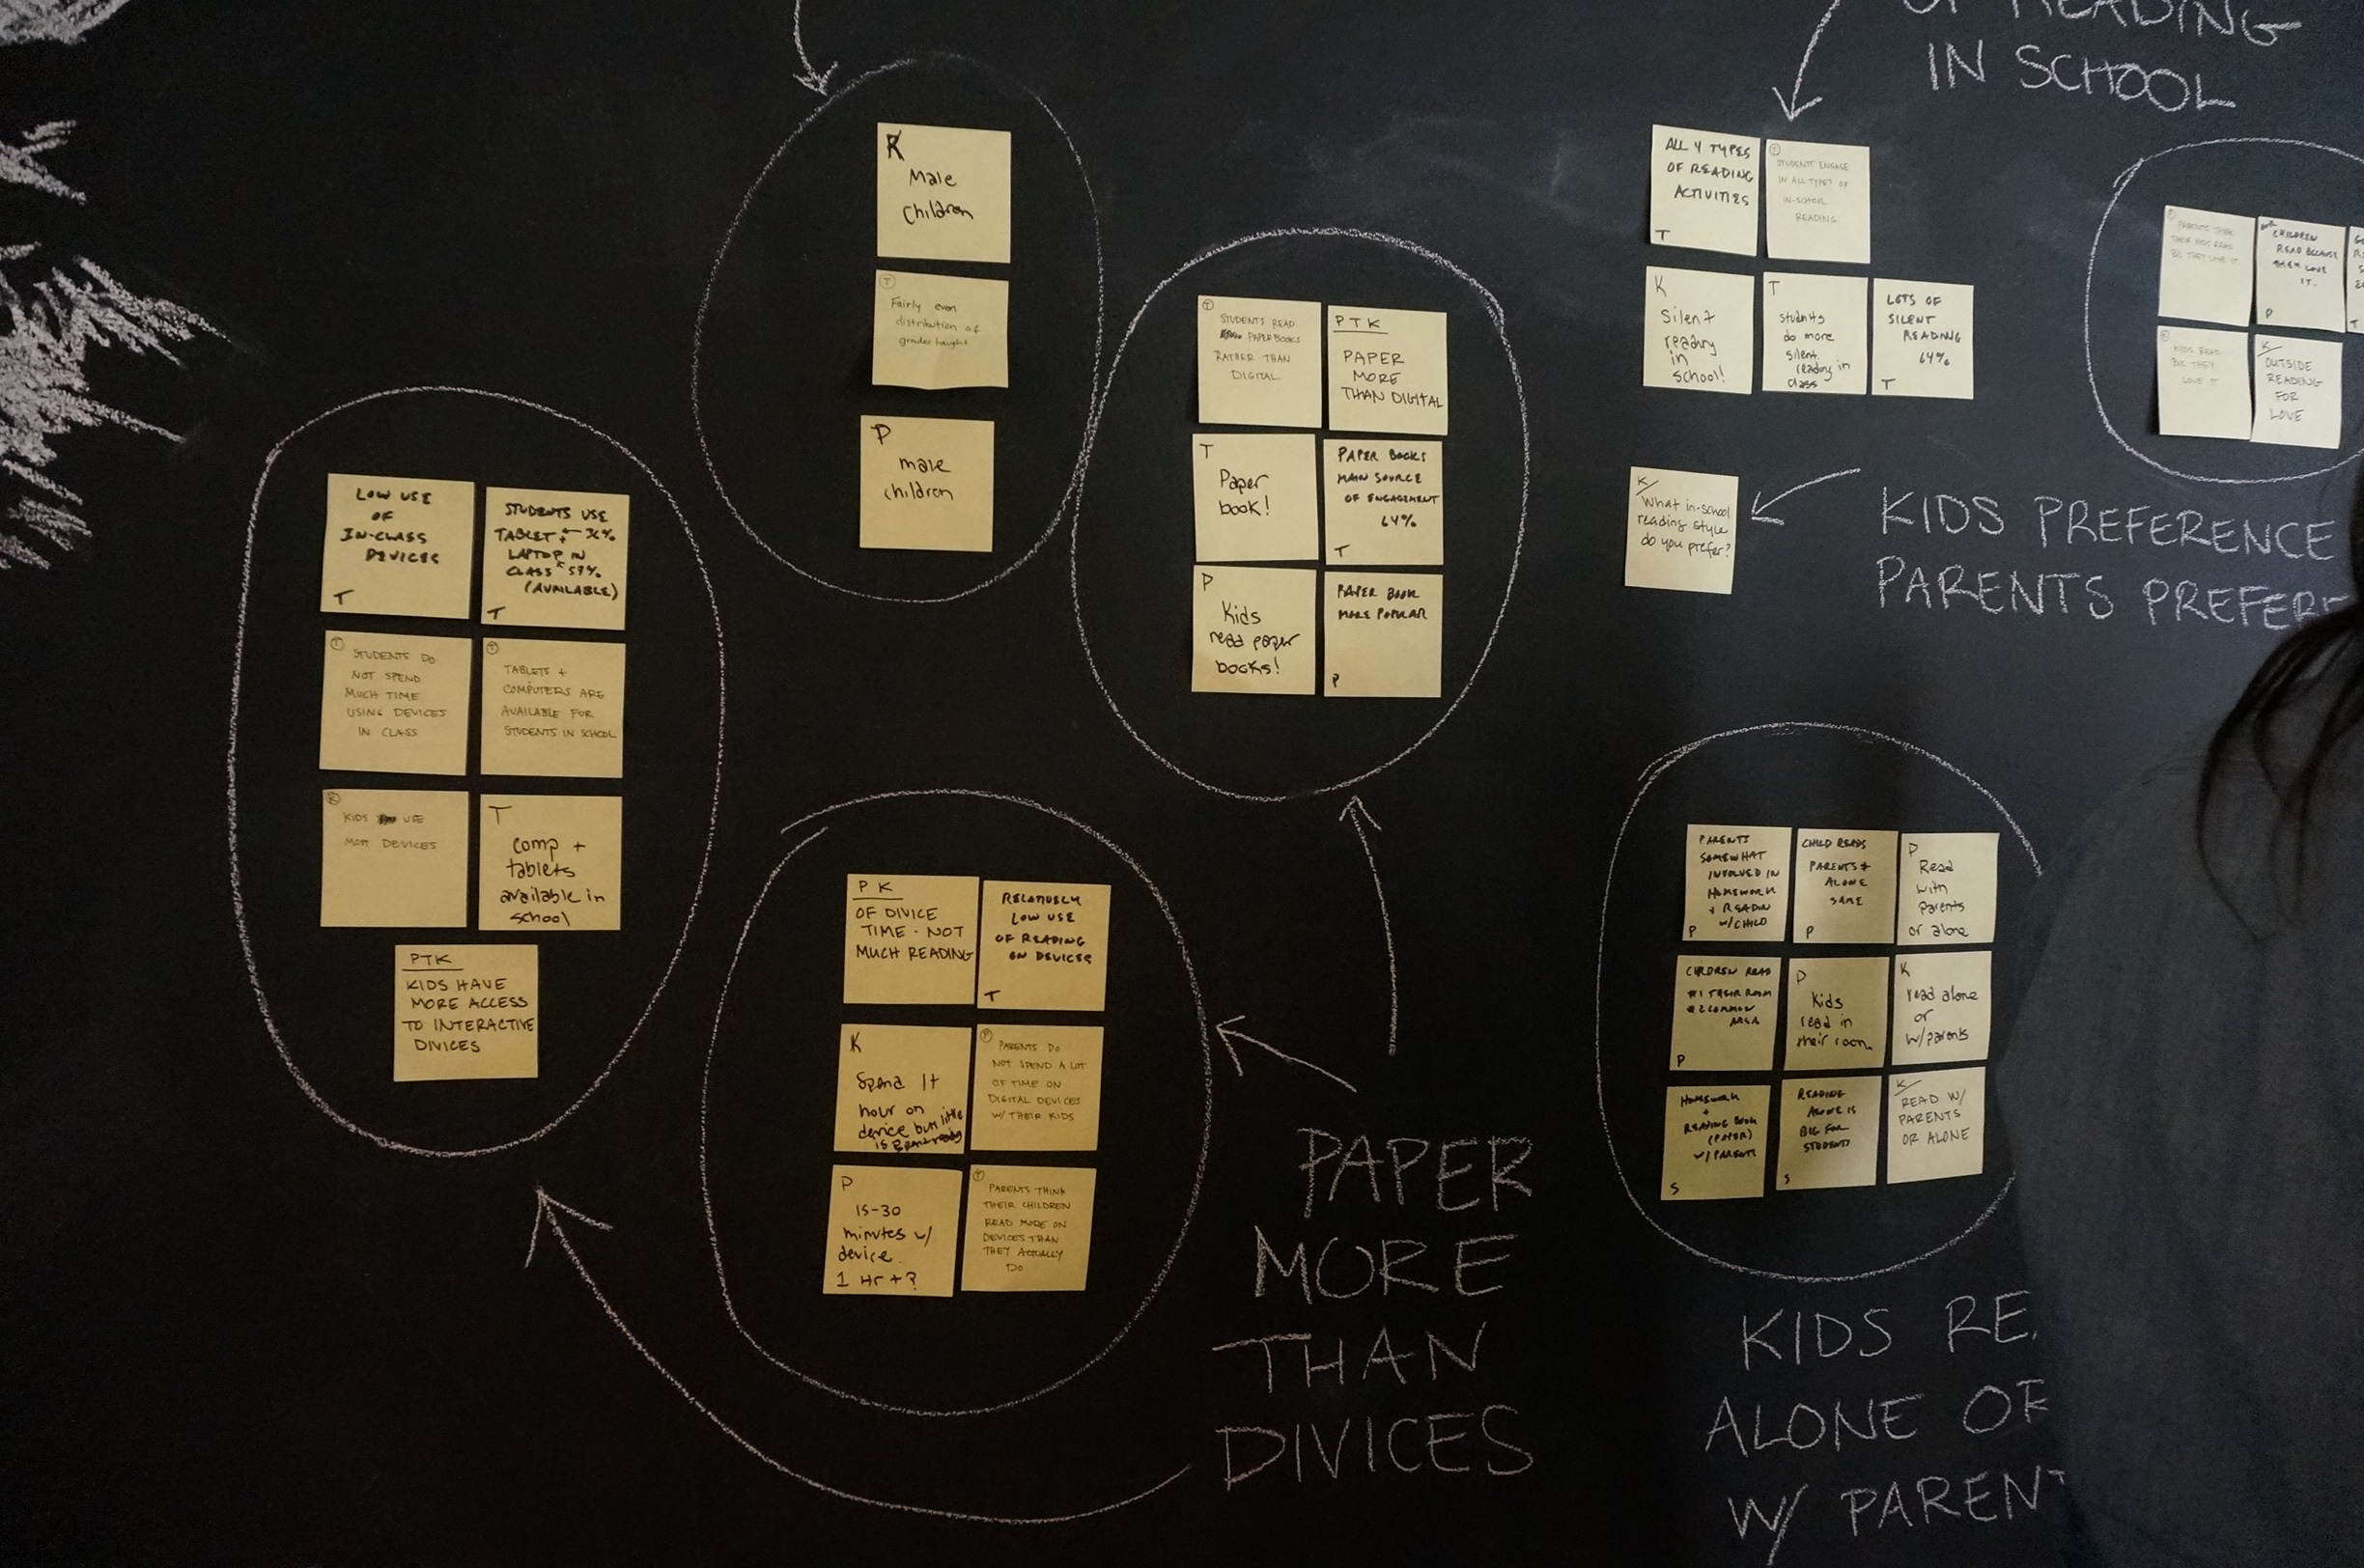 READING
IN SCHOOL
K
Male
Children
T
Fairly even
distribution of
grades taught
P
male
children
ALL 4 TYPES
OF READING
ACTIVITIES
T
T
STUDENTS ENGAGE
IN ALL TYPES OF
IN-SCHOOL
READING
K
Silent
reading
in
school!
T
students
do more
silent
reading in
class
LOTS OF
SILENT
READING
64%
T
PARENTS THINK
THEIR KIDS READ
B/C THEY LOVE IT
CHILDREN
READ BECAUSE
THEY LOVE
IT.
P
T
KIDS READ
B/C THEY
LOVE IT
K
OUTSIDE
READING
FOR
LOVE
T
STUDENTS READ
PAPERBOOKS
RATHER THAN
DIGITAL
PTK
PAPER
MORE
THAN DIGITAL
T
Paper
book!
PAPER BOOKS
MAIN SOURCE
OF ENGAGEMENT
64%
T
P
Kids
read paper
books!
PAPER BOOK
MORE POPULAR
P
K
What in-school
reading style
do you prefer?
KIDS PREFERENCE
PARENTS PREFERE
LOW USE
OF
IN-CLASS
DEVICES
T
STUDENTS USE
TABLET ← 36%
+
LAPTOP IN
CLASS ↖ 59%
(AVAILABLE)
T
T
STUDENTS DO
NOT SPEND
MUCH TIME
USING DEVICES
IN CLASS
T
TABLETS +
COMPUTERS ARE
AVAILABLE FOR
STUDENTS IN SCHOOL
K
KIDS USE
MOST DEVICES
T
Comp +
tablets
available in
school
PTK
KIDS HAVE
MORE ACCESS
TO INTERACTIVE
DIVICES
PK
OF DIVICE
TIME - NOT
MUCH READING
RELATIVELY
LOW USE
OF READING
ON DEVICES
T
K
Spend 1+
hour on
device but little
is
P
PARENTS DO
NOT SPEND A LOT
OF TIME ON
DIGITAL DEVICES
W/ THEIR KIDS
P
15-30
minutes w/
device.
1 Hr +?
T
PARENTS THINK
THEIR CHILDREN
READ MORE ON
DEVICES THAN
THEY ACTUALLY
DO
PAPER
MORE
THAN
DIVICES
PARENTS
SOMEWHAT
INVOLVED IN
HOMEWORK
+ READIN
W/ CHILD
P
CHILD READS
PARENTS +
ALONE
SAME
P
P
Read
with
parents
or alone
CHILDREN READ
#1 THEIR ROOM
#2 COMMON
AREA
P
P
Kids
read in
their room
K
read alone
or
w/parents
HOMEWORK
+
READING BOOK
(PAPER)
W/ PARENTS
S
READING
ALONE IS
BIG FOR
STUDENTS
S
K
READ W/
PARENTS
OR ALONE
KIDS RE
ALONE OR
W/ PARENT